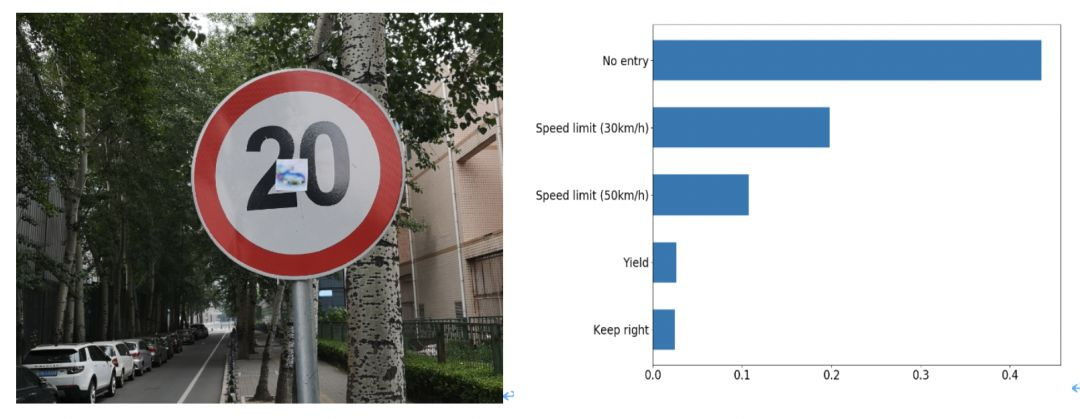 20
No entry
Speed limit (30km/h)
Speed limit (50km/h)
Yield
Keep right
0.0 0.1 0.2 0.3 0.4